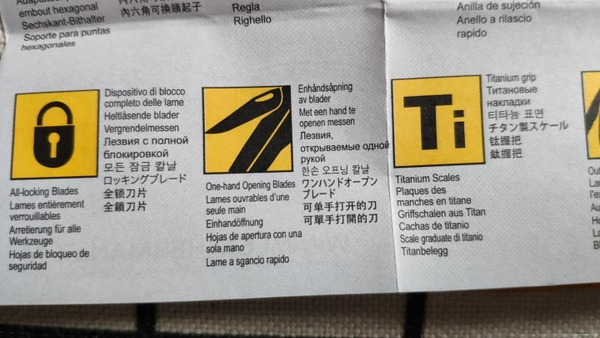 embout hexagonal
Sechskant-Bithalter
Soporte para puntas
hexagonales
內六角可換頭起子
Regla
Righello
Anilla de sujeción
Anello a rilascio
rapido
All-locking Blades
Lames entièrement
verrouillables
Arretierung für alle
Werkzeuge
Hojas de bloqueo de
seguridad
Dispositivo di blocco
completo delle lame
Heltlåsende blader
Vergrendelmessen
Лезвия с полной
блокировкой
모든 잠금 칼날
ロッキングブレード
全锁刀片
全鎖刀片
One-hand Opening Blades
Lames ouvrables d'une
seule main
Einhandöffnung
Hojas de apertura con una
sola mano
Lame a sgancio rapido
Enhåndsåpning
av blader
Met een hand te
openen messen
Лезвия,
открываемые одной
рукой
한손 오프닝 칼날
ワンハンドオープン
ブレード
可单手打开的刀
可單手打開的刀
Ti
Titanium Scales
Plaques des
manches en titane
Griffschalen aus Titan
Cachas de titanio
Scale graduate di titanio
Titanbelegg
Titanium grip
Титановые
накладки
티타늄 표면
チタン製スケール
鈦握把
鈦握把